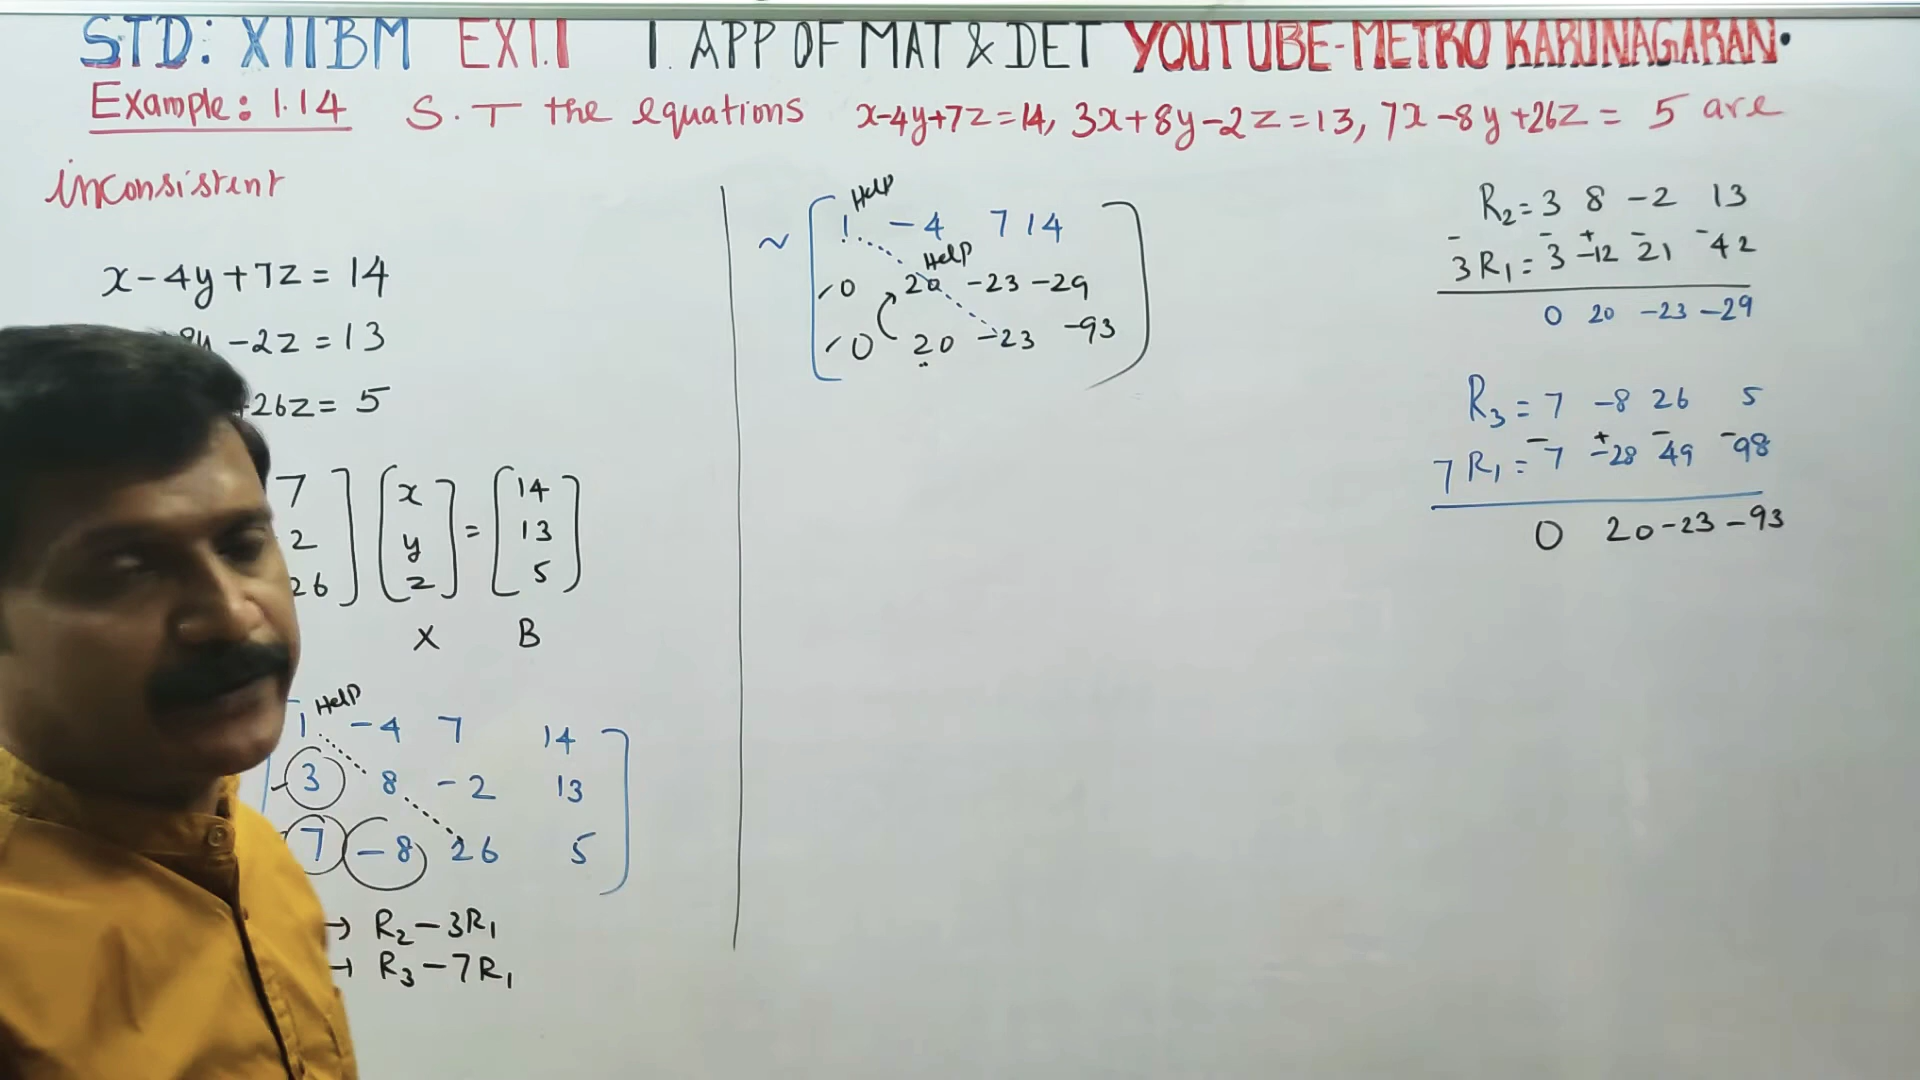 STD: XII BM EX 1.1 1. APP OF MAT & DET YOUTUBE-METRO KARUNAGARAN.
Example: 1.14 S.T the equations x-4y+7z=14, 3x+8y-2z=13, 7x-8y+26z= 5 are
inconsistent
x-4y+7z=14
8y -2z =13
+26z= 5
7
2
26
x
y
z
=
14
13
5
X B
Help
1 -4 7 14
3 8 -2 13
7 -8 26 5
→ R2-3R1
→ R3-7R1
Help
~ 1 -4 7 14
Help
0 20 -23 -29
0 20 -23 -93
R2=3 8 -2 13
- - + - -
3R1=3 -12 21 42
0 20 -23 -29
R3=7 -8 26 5
- + - -
7R1=7 -28 49 98
0 20 -23 -93